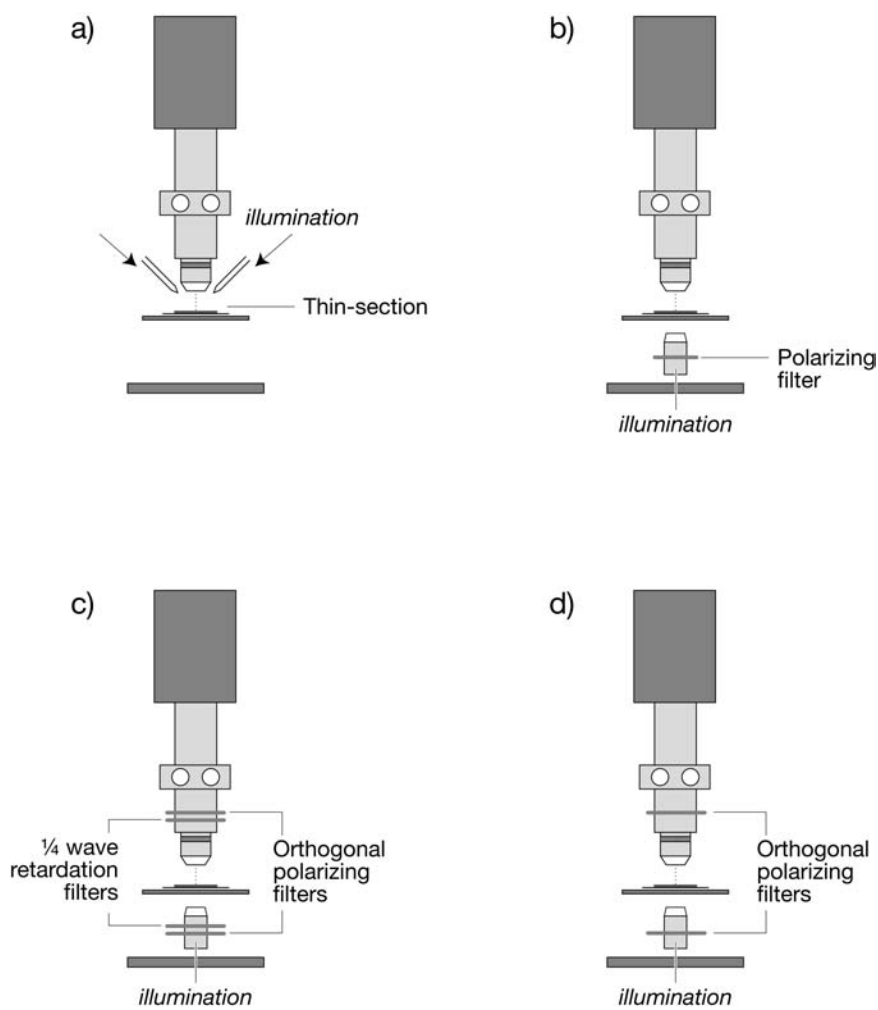 a)
illumination
Thin-section
b)
Polarizing
filter
illumination
c)
¼ wave
retardation
filters
Orthogonal
polarizing
filters
illumination
d)
Orthogonal
polarizing
filters
illumination